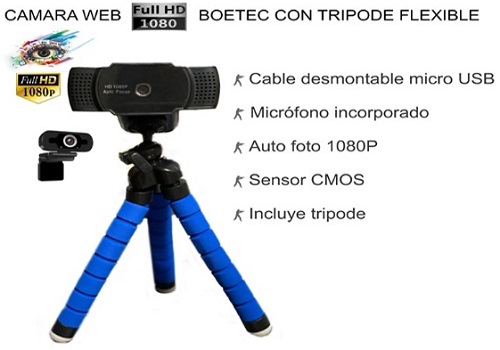 CAMARA WEB Full HD 1080 BOETEC CON TRIPODE FLEXIBLE
Full HD
1080p
HD 1080P
Auto Focus
Cable desmontable micro USB
Micrófono incorporado
Auto foto 1080P
Sensor CMOS
Incluye tripode